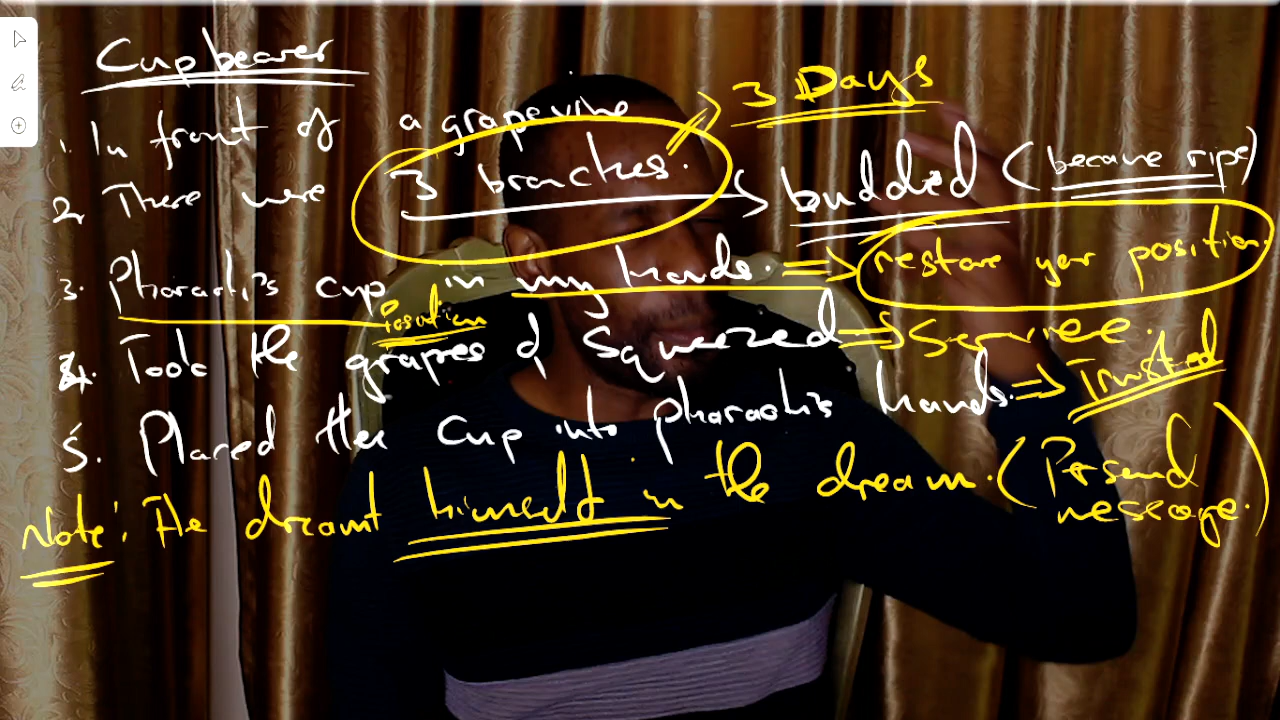 Cupbearer
1. In front of a grapevine
2. There were 3 branches. => 3 Days
-> budded (became ripe)
3. Pharaoh's cup in my hands. => restore your position.
Position
4. Took the grapes & Squeezed => Service.
5. Placed the cup into pharaoh's hands. => Trusted
Note: He dreamt himself in the dream. (Personal message.)